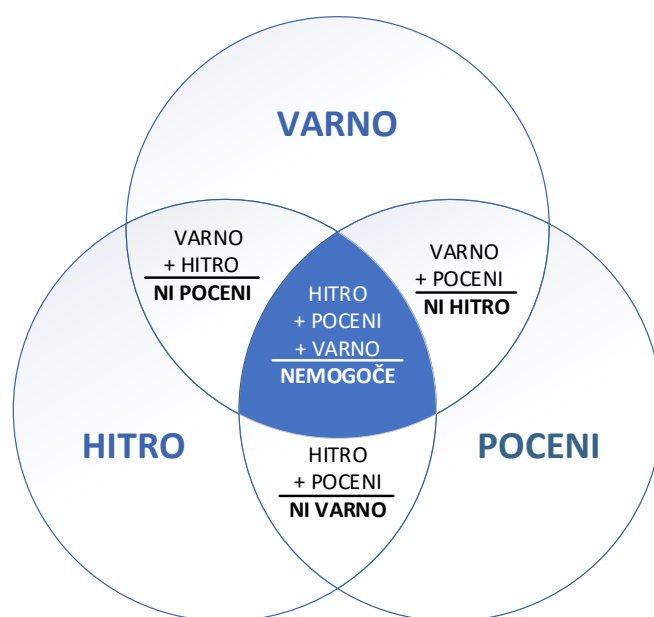 VARNO
VARNO
+ HITRO
NI POCENI
VARNO
+ POCENI
NI HITRO
HITRO
+ POCENI
+ VARNO
NEMOGOČE
HITRO
POCENI
HITRO
+ POCENI
NI VARNO